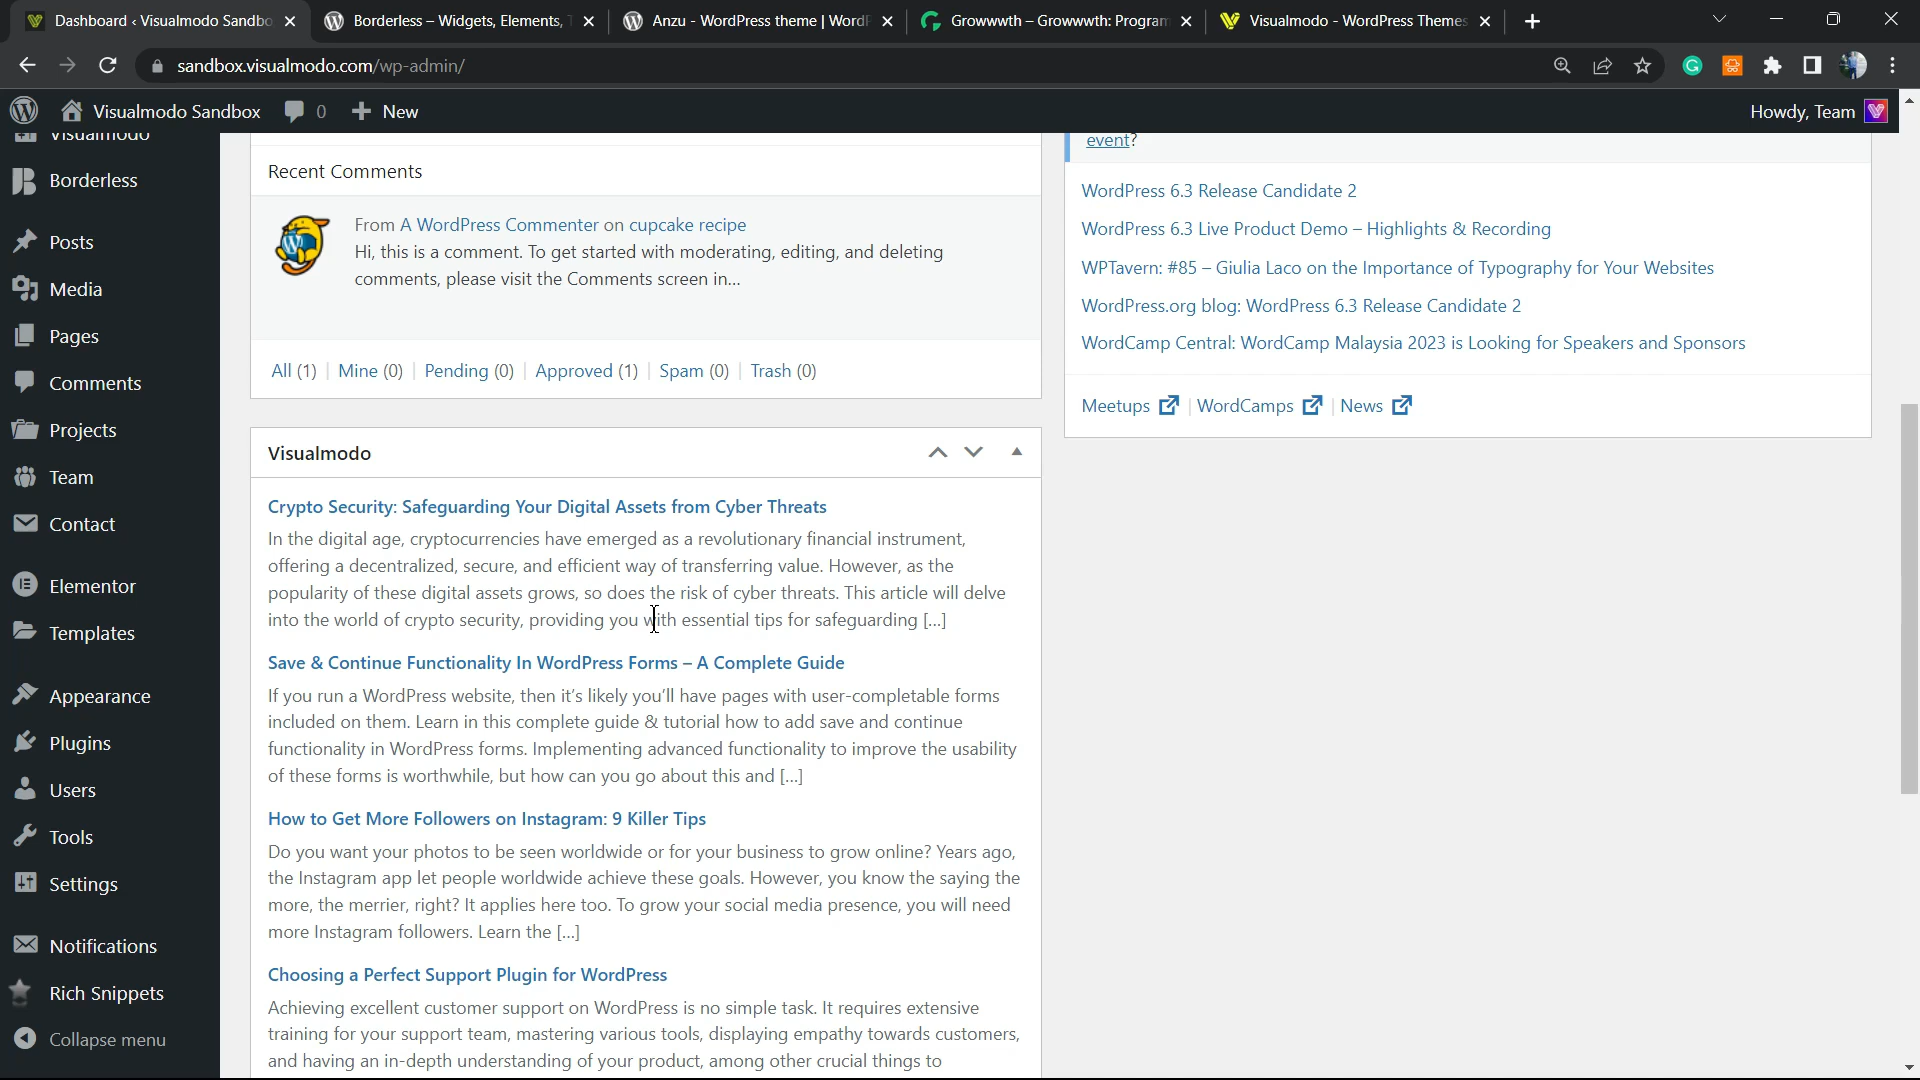 Dashboard ‹ Visualmodo Sandbo
Borderless – Widgets, Elements,
Anzu - WordPress theme | Word
Growwwth – Growwwth: Program
Visualmodo - WordPress Themes
sandbox.visualmodo.com/wp-admin/
Visualmodo Sandbox
0
New
Howdy, Team
Visualmodo
Borderless
Posts
Media
Pages
Comments
Projects
Team
Contact
Elementor
Templates
Appearance
Plugins
Users
Tools
Settings
Notifications
Rich Snippets
Collapse menu
Recent Comments
From A WordPress Commenter on cupcake recipe
Hi, this is a comment. To get started with moderating, editing, and deleting
comments, please visit the Comments screen in...
All (1) | Mine (0) | Pending (0) | Approved (1) | Spam (0) | Trash (0)
Visualmodo
Crypto Security: Safeguarding Your Digital Assets from Cyber Threats
In the digital age, cryptocurrencies have emerged as a revolutionary financial instrument,
offering a decentralized, secure, and efficient way of transferring value. However, as the
popularity of these digital assets grows, so does the risk of cyber threats. This article will delve
into the world of crypto security, providing you with essential tips for safeguarding [...]
Save & Continue Functionality In WordPress Forms – A Complete Guide
If you run a WordPress website, then it's likely you'll have pages with user-completable forms
included on them. Learn in this complete guide & tutorial how to add save and continue
functionality in WordPress forms. Implementing advanced functionality to improve the usability
of these forms is worthwhile, but how can you go about this and [...]
How to Get More Followers on Instagram: 9 Killer Tips
Do you want your photos to be seen worldwide or for your business to grow online? Years ago,
the Instagram app let people worldwide achieve these goals. However, you know the saying the
more, the merrier, right? It applies here too. To grow your social media presence, you will need
more Instagram followers. Learn the [...]
Choosing a Perfect Support Plugin for WordPress
Achieving excellent customer support on WordPress is no simple task. It requires extensive
training for your support team, mastering various tools, displaying empathy towards customers,
and having an in-depth understanding of your product, among other crucial things to
event?
WordPress 6.3 Release Candidate 2
WordPress 6.3 Live Product Demo – Highlights & Recording
WPTavern: #85 – Giulia Laco on the Importance of Typography for Your Websites
WordPress.org blog: WordPress 6.3 Release Candidate 2
WordCamp Central: WordCamp Malaysia 2023 is Looking for Speakers and Sponsors
Meetups | WordCamps | News